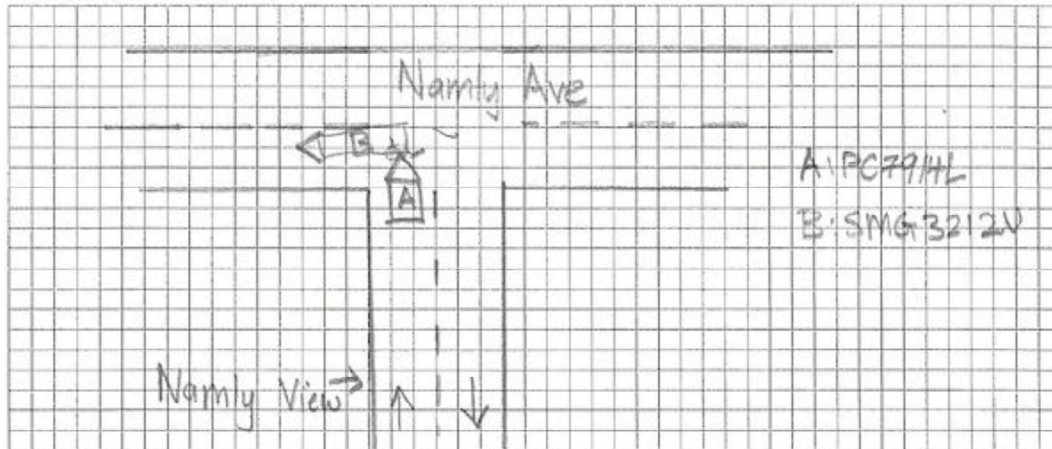 Namly Ave
B
A
A: PC7914L
B: SMG3212U
Namly View